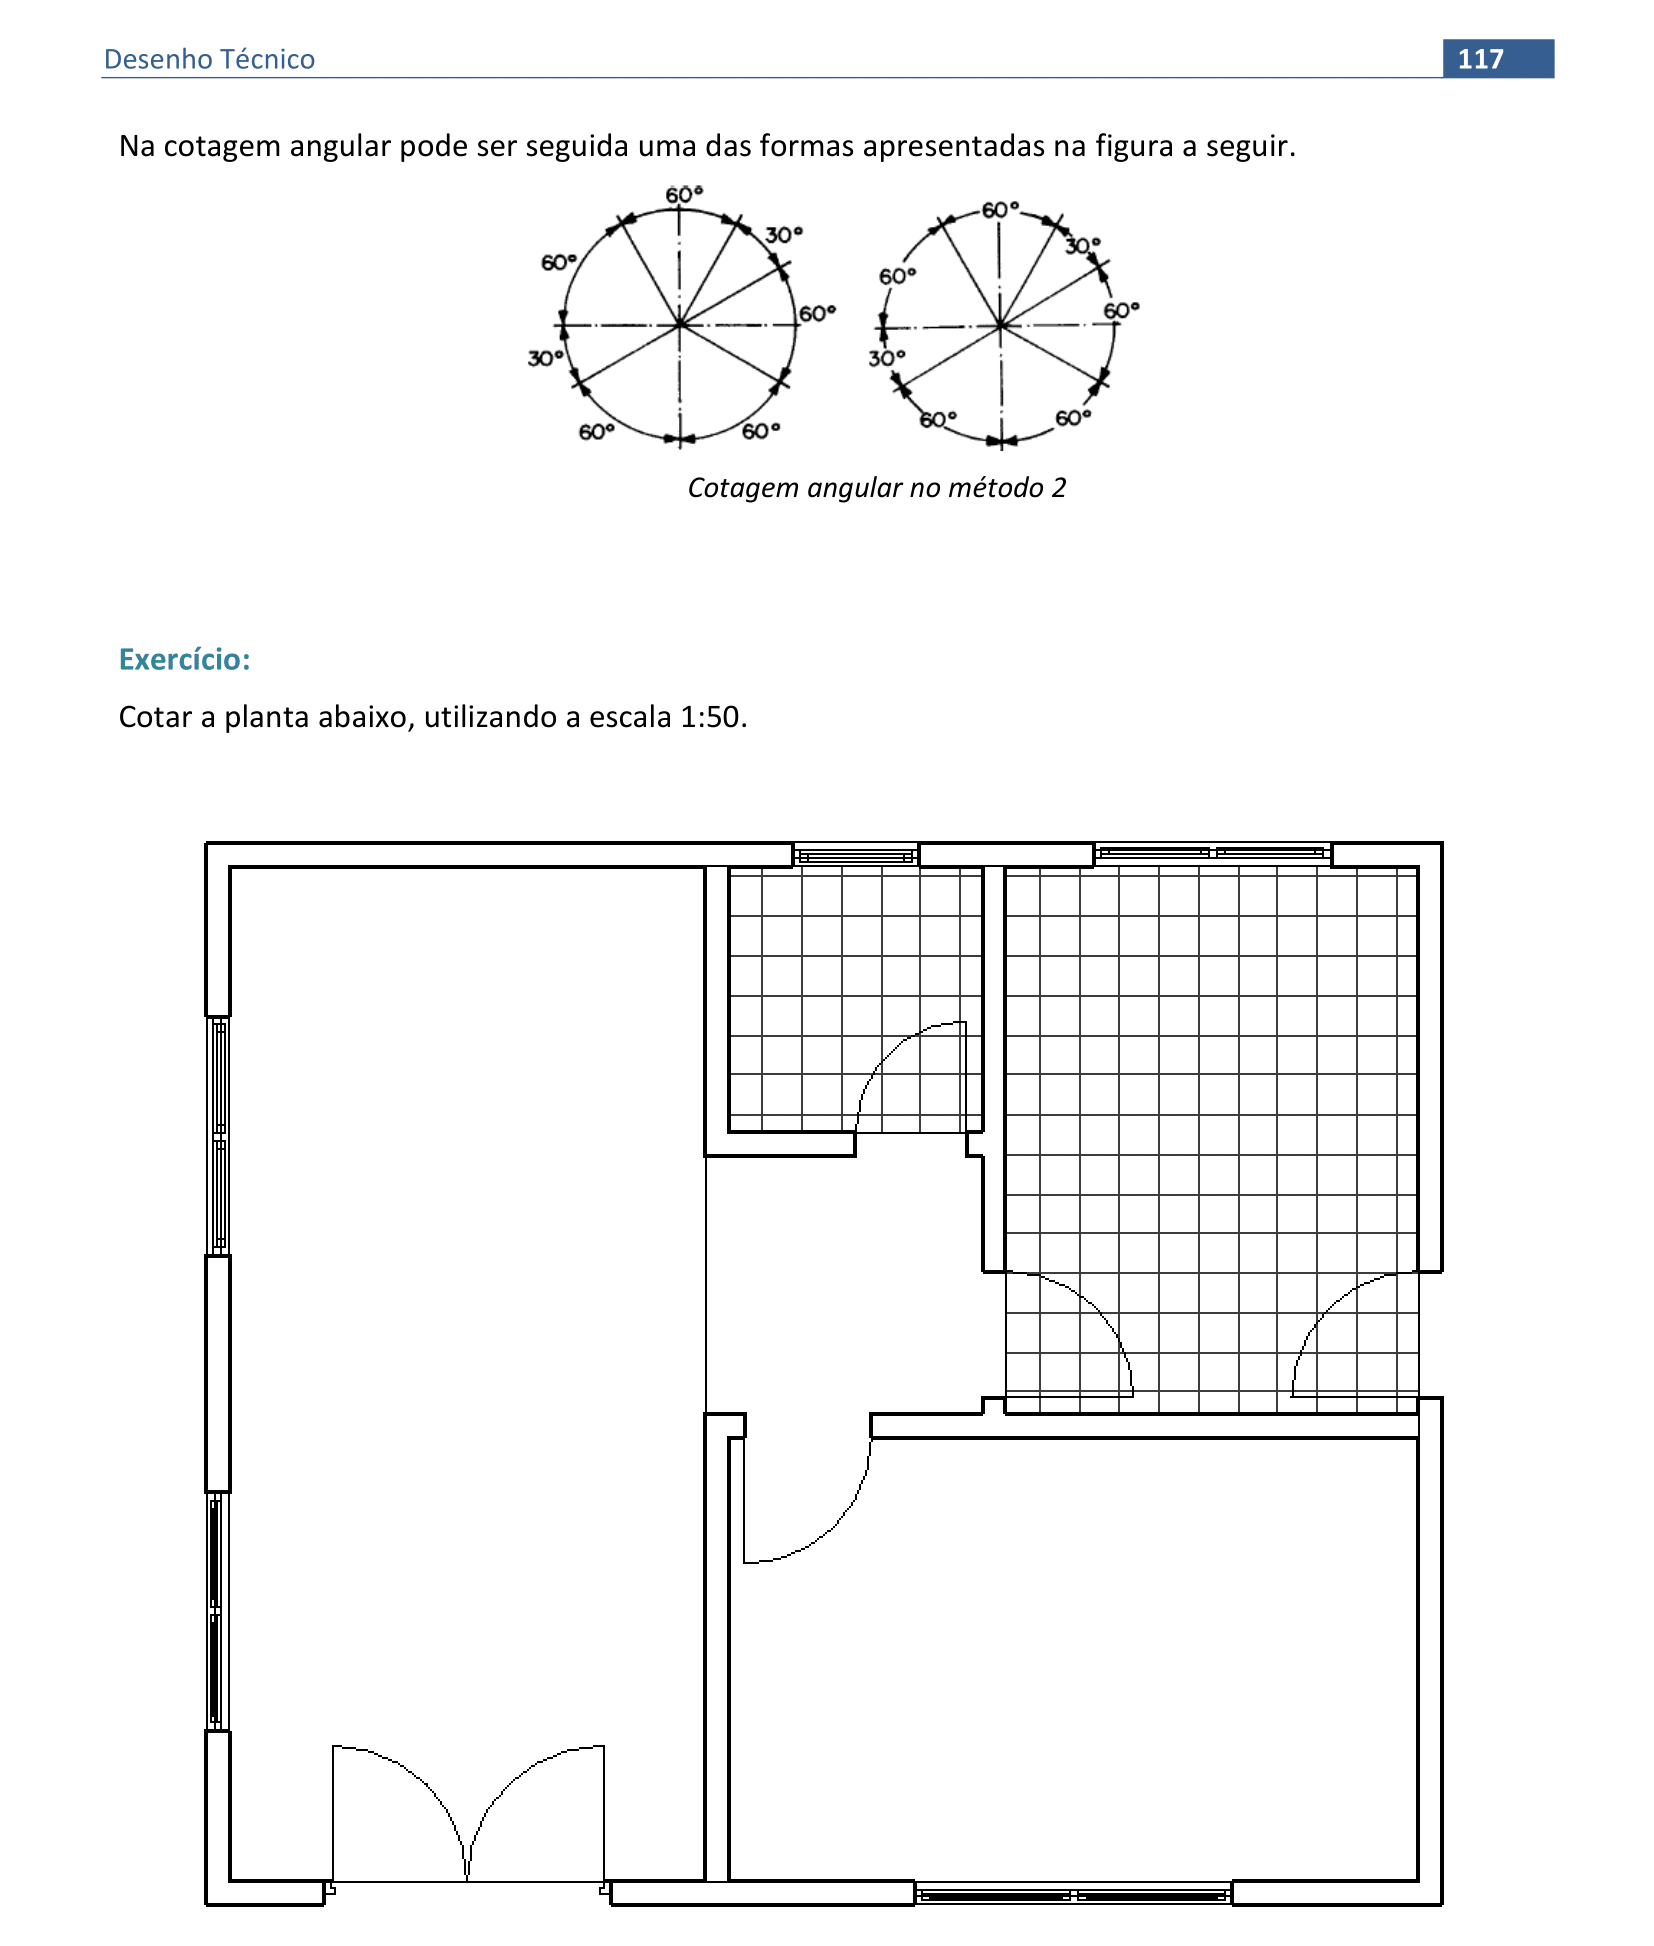 Desenho Técnico 117
Na cotagem angular pode ser seguida uma das formas apresentadas na figura a seguir.
60° 60°
30° 30°
60° 60°
60° 60°
30° 30°
60° 60° 60° 60°
Cotagem angular no método 2
Exercício:
Cotar a planta abaixo, utilizando a escala 1:50.